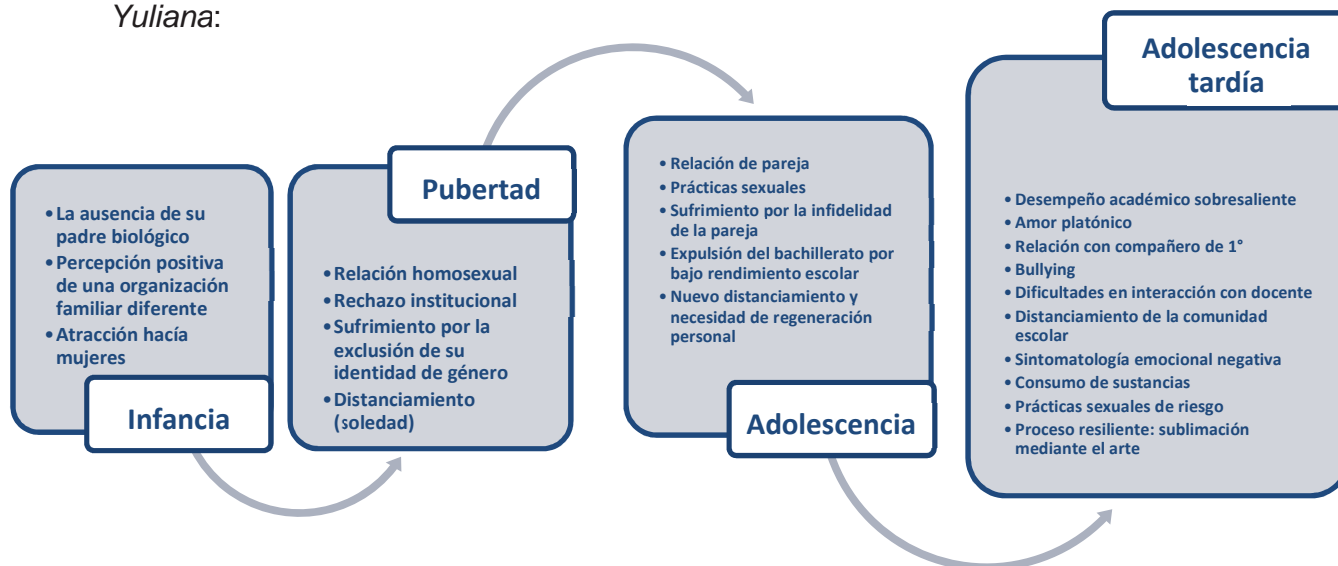 Yuliana:
• La ausencia de su
padre biológico
• Percepción positiva
de una organización
familiar diferente
• Atracción hacía
mujeres
Infancia
Pubertad
• Relación homosexual
• Rechazo institucional
• Sufrimiento por la
exclusión de su
identidad de género
• Distanciamiento
(soledad)
• Relación de pareja
• Prácticas sexuales
• Sufrimiento por la infidelidad
de la pareja
• Expulsión del bachillerato por
bajo rendimiento escolar
• Nuevo distanciamiento y
necesidad de regeneración
personal
Adolescencia
Adolescencia
tardía
• Desempeño académico sobresaliente
• Amor platónico
• Relación con compañero de 1°
• Bullying
• Dificultades en interacción con docente
• Distanciamiento de la comunidad
escolar
• Sintomatología emocional negativa
• Consumo de sustancias
• Prácticas sexuales de riesgo
• Proceso resiliente: sublimación
mediante el arte